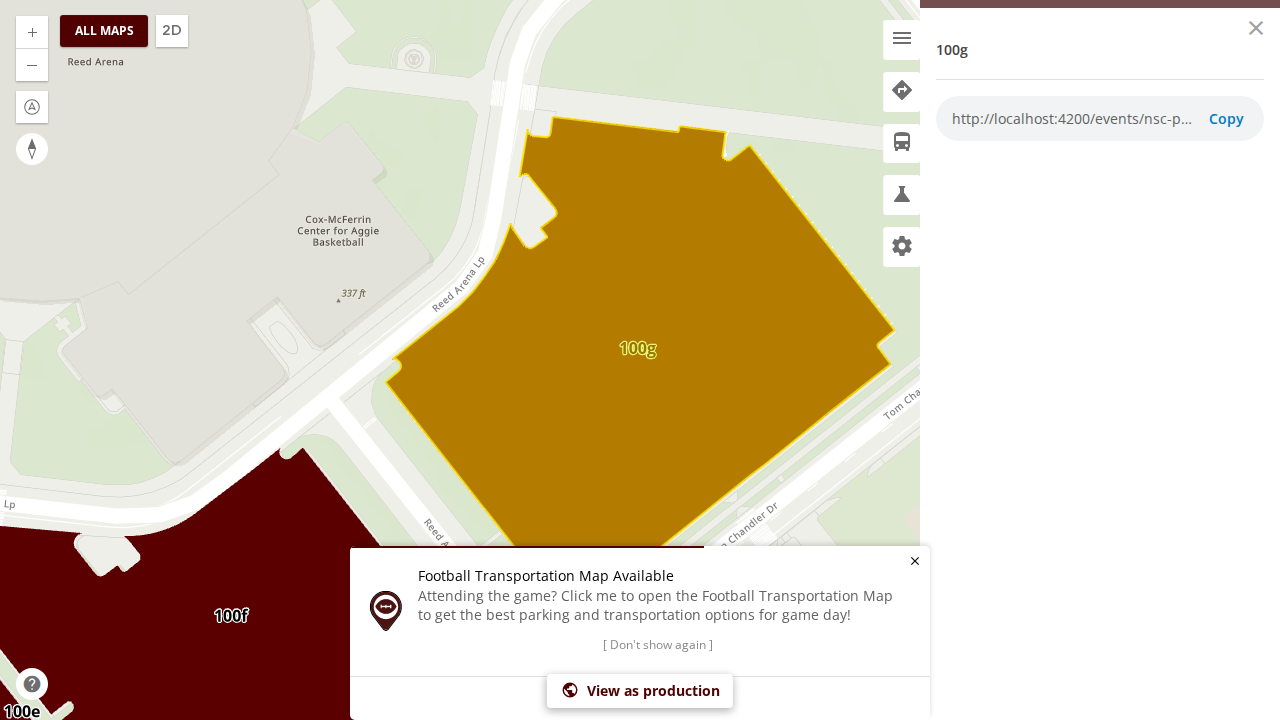 ALL MAPS
2D
Reed Arena
100g
http://localhost:4200/events/nsc-p...
Copy
Cox-McFerrin
Center for Aggie
Basketball
337 ft
Reed Arena Lp
100g
Tom Cha
Lp
Reed A
Chandler Dr
100f
100e
Football Transportation Map Available
Attending the game? Click me to open the Football Transportation Map
to get the best parking and transportation options for game day!
[ Don't show again ]
View as production